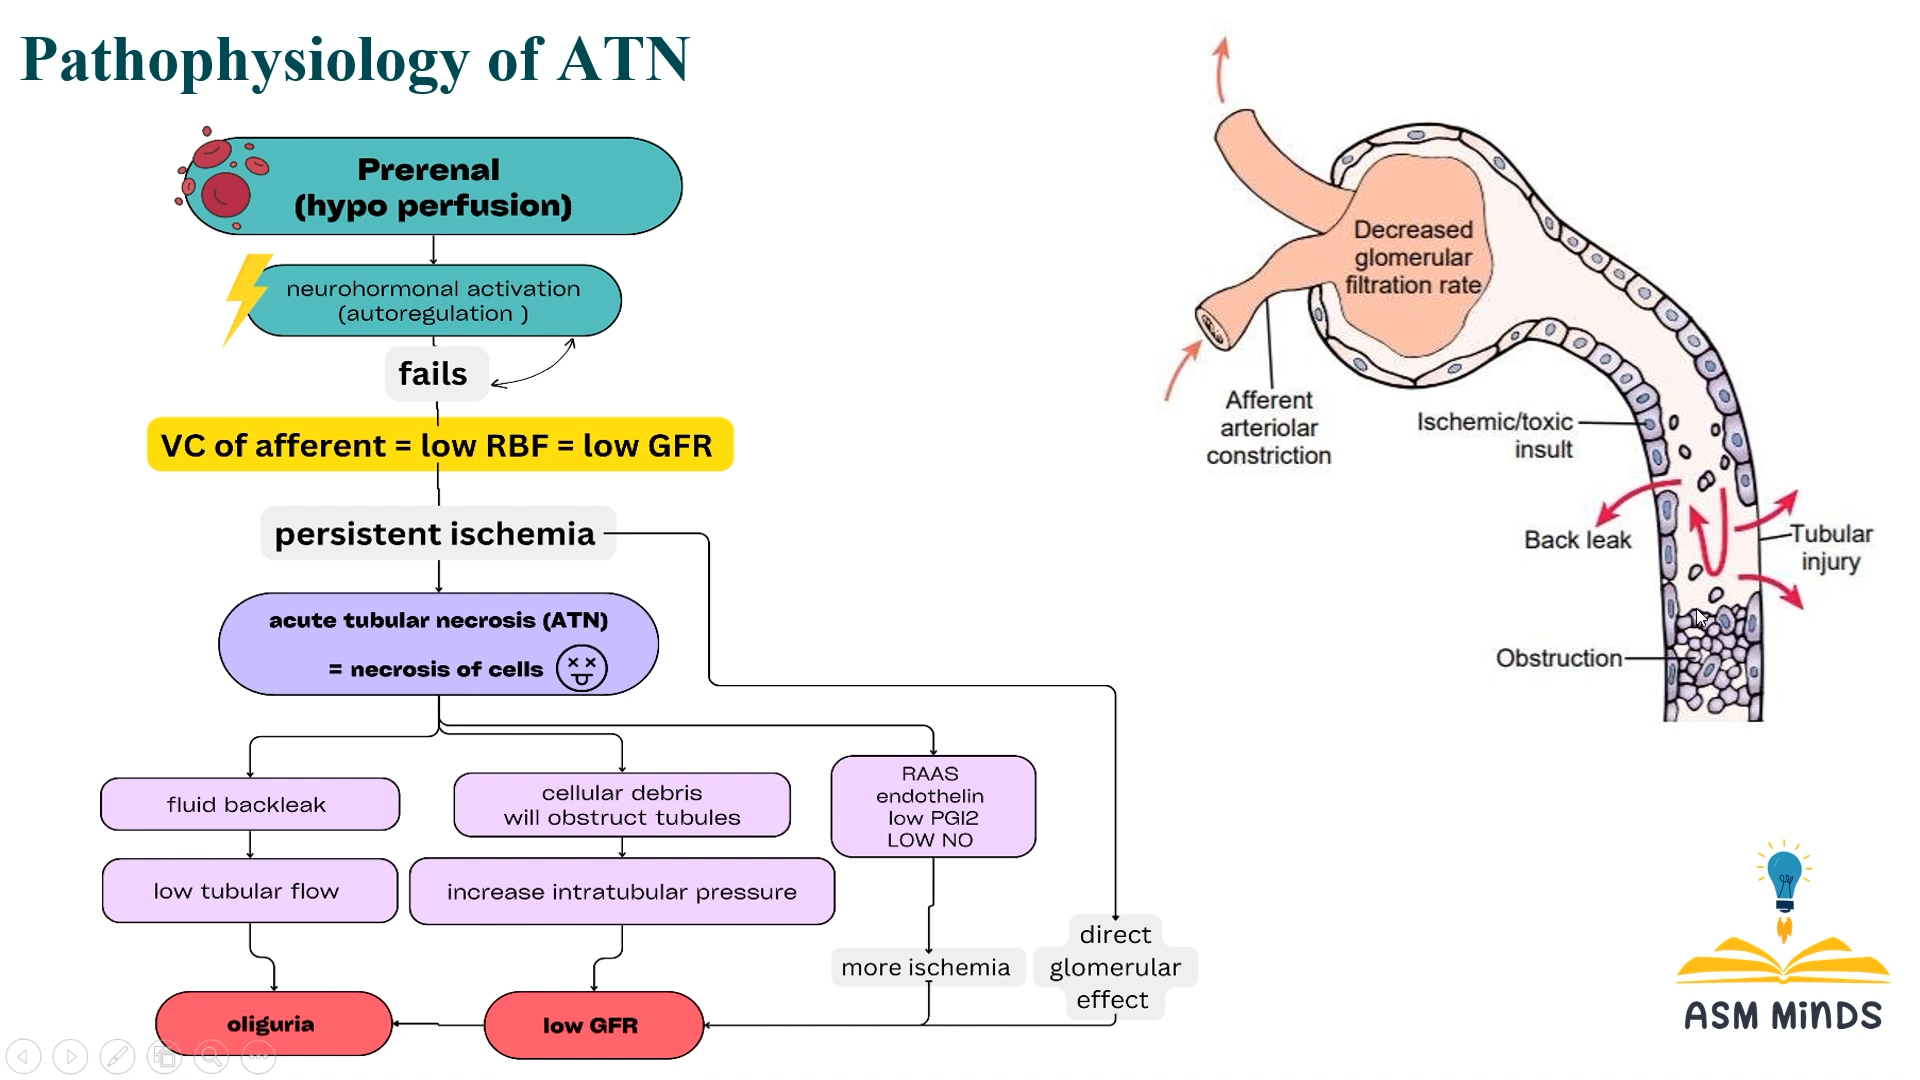 Pathophysiology of ATN
Prerenal
(hypo perfusion)
neurohormonal activation
(autoregulation )
fails
VC of afferent = low RBF = low GFR
persistent ischemia
acute tubular necrosis (ATN)
= necrosis of cells
fluid backleak
cellular debris
will obstruct tubules
RAAS
endothelin
low PGI2
LOW NO
low tubular flow
increase intratubular pressure
more ischemia
direct
glomerular
effect
oliguria
low GFR
Decreased
glomerular
filtration rate
Afferent
arteriolar
constriction
Ischemic/toxic
insult
Back leak
Tubular
injury
Obstruction
ASM MiNDS